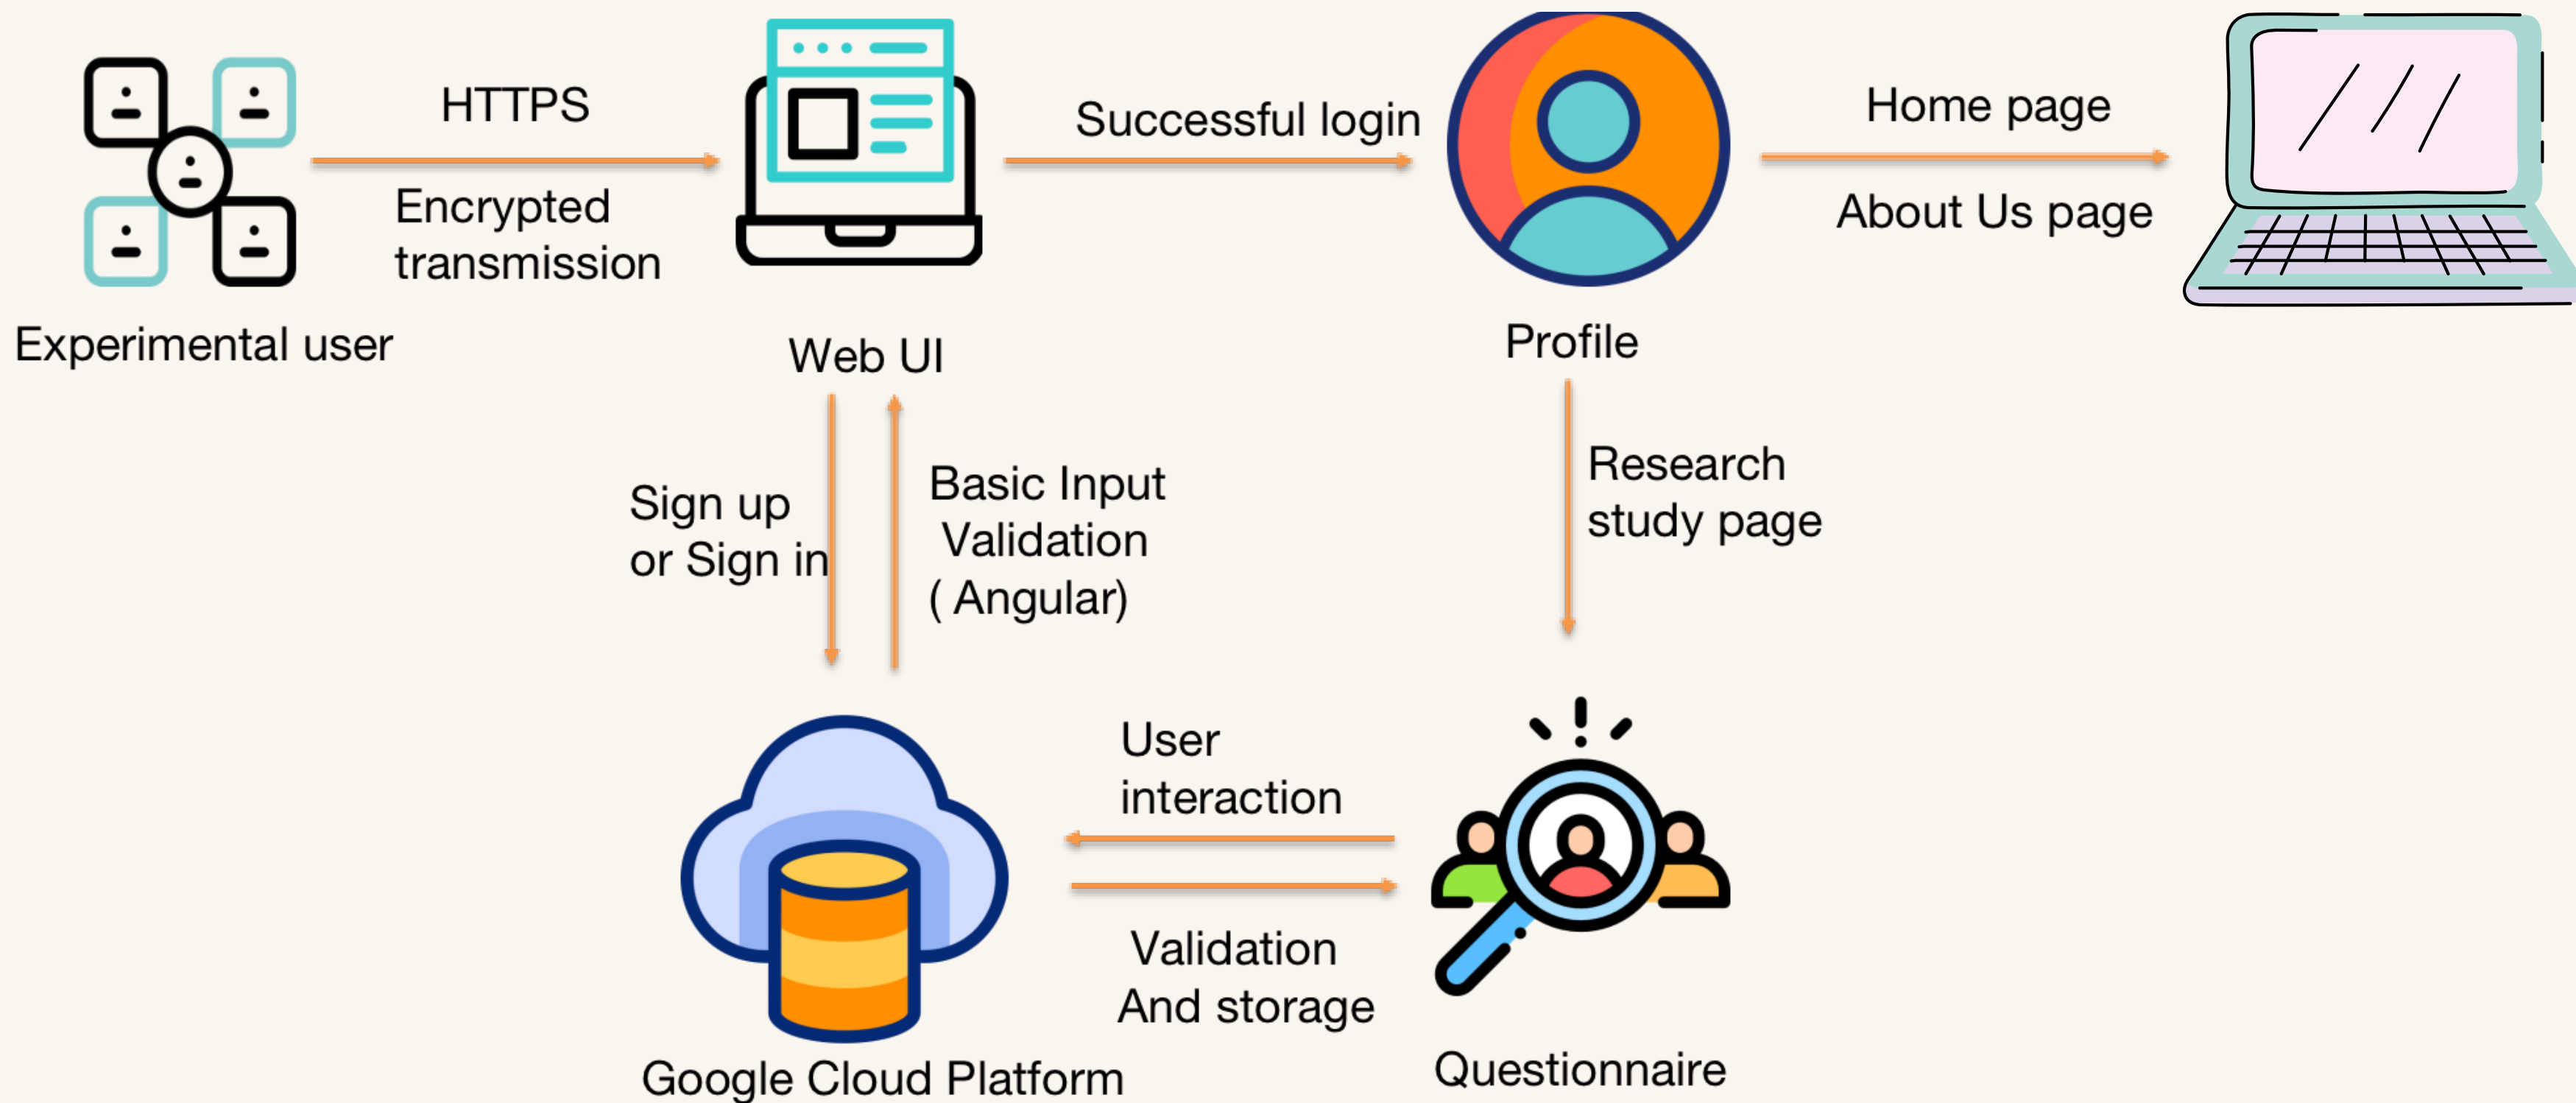 HTTPS
Encrypted
transmission
Experimental user
Successful login
Web UI
Home page
About Us page
Profile
Sign up
or Sign in
Basic Input
Validation
( Angular)
Research
study page
User
interaction
Validation
And storage
Google Cloud Platform
Questionnaire